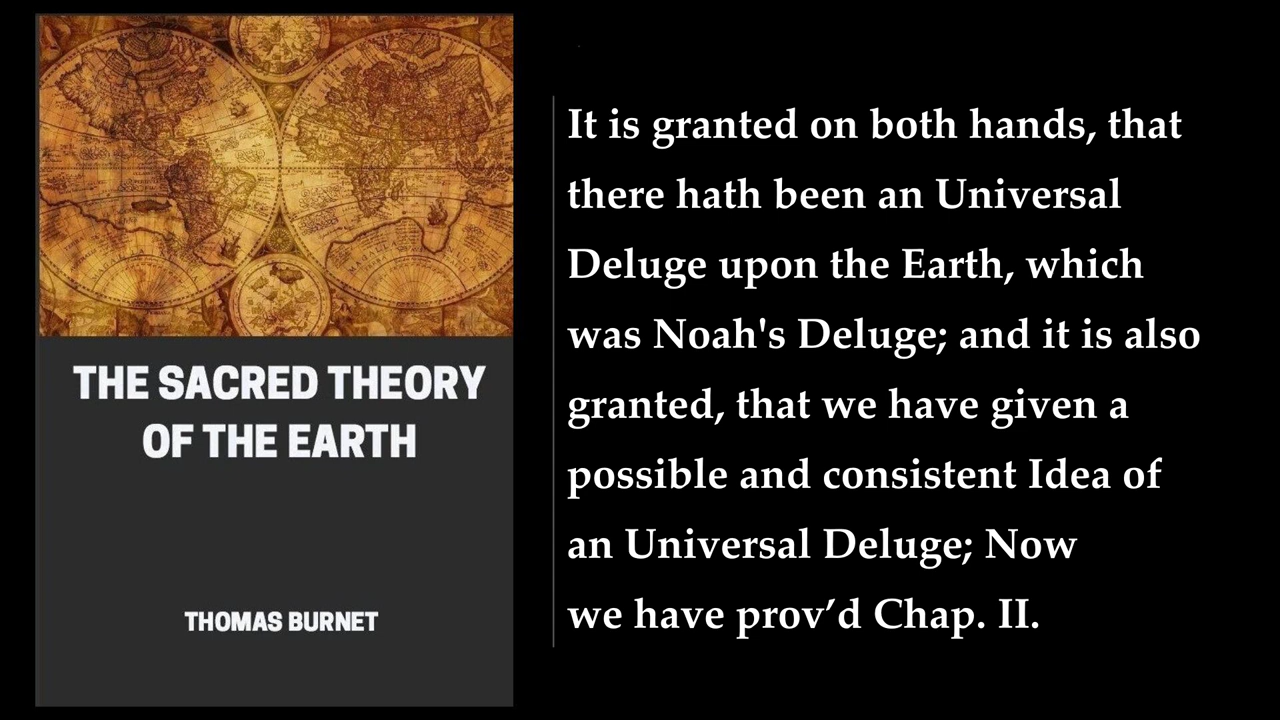 THE SACRED THEORY
OF THE EARTH
THOMAS BURNET
It is granted on both hands, that
there hath been an Universal
Deluge upon the Earth, which
was Noah's Deluge; and it is also
granted, that we have given a
possible and consistent Idea of
an Universal Deluge; Now
we have prov’d Chap. II.